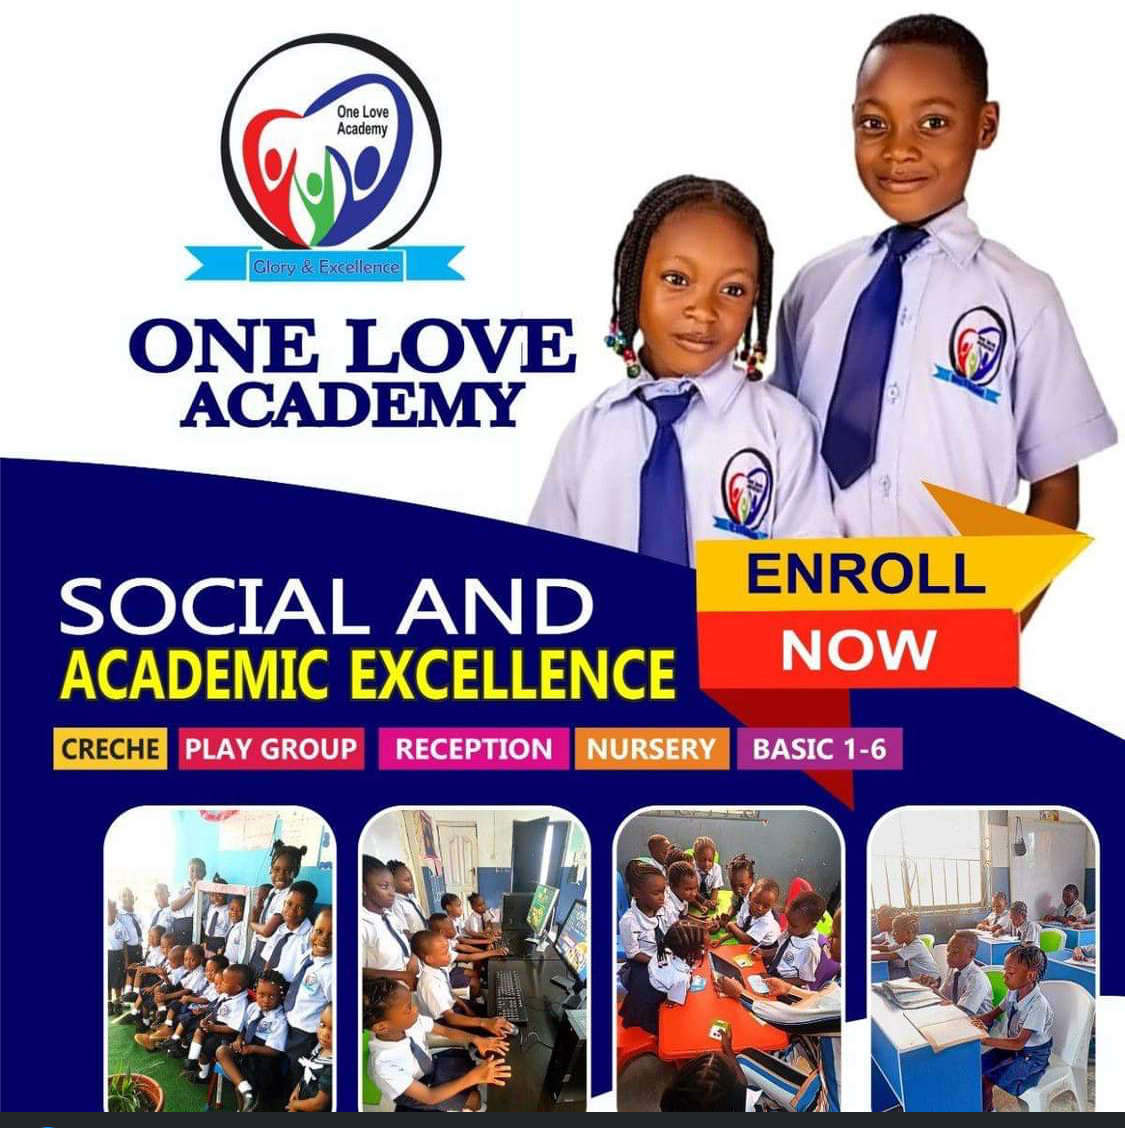 One Love
Academy
Glory & Excellence
ONE LOVE
ACADEMY
ENROLL
NOW
SOCIAL AND
ACADEMIC EXCELLENCE
CRECHE PLAY GROUP RECEPTION NURSERY BASIC 1-6